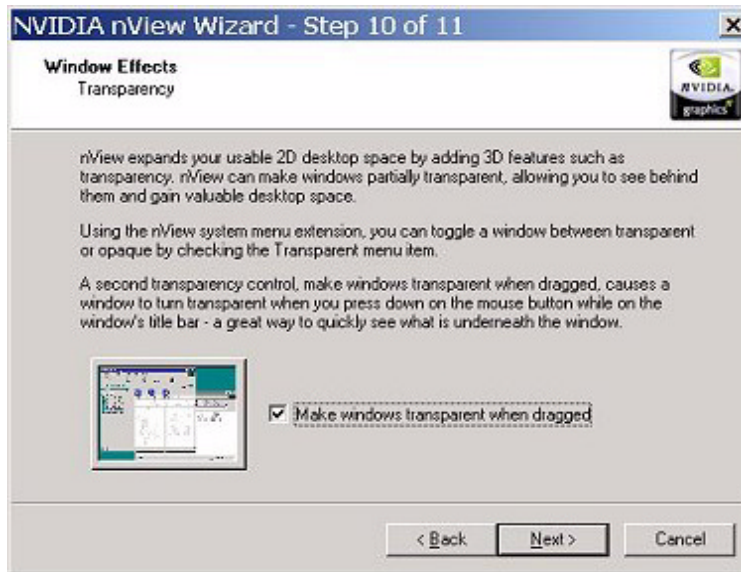 NVIDIA nView Wizard - Step 10 of 11
Window Effects
Transparency
NVIDIA.
graphics
nView expands your usable 2D desktop space by adding 3D features such as
transparency. nView can make windows partially transparent, allowing you to see behind
them and gain valuable desktop space.
Using the nView system menu extension, you can toggle a window between transparent
or opaque by checking the Transparent menu item.
A second transparency control, make windows transparent when dragged, causes a
window to turn transparent when you press down on the mouse button while on the
window's title bar - a great way to quickly see what is underneath the window.
Make windows transparent when dragged
< Back
Next >
Cancel